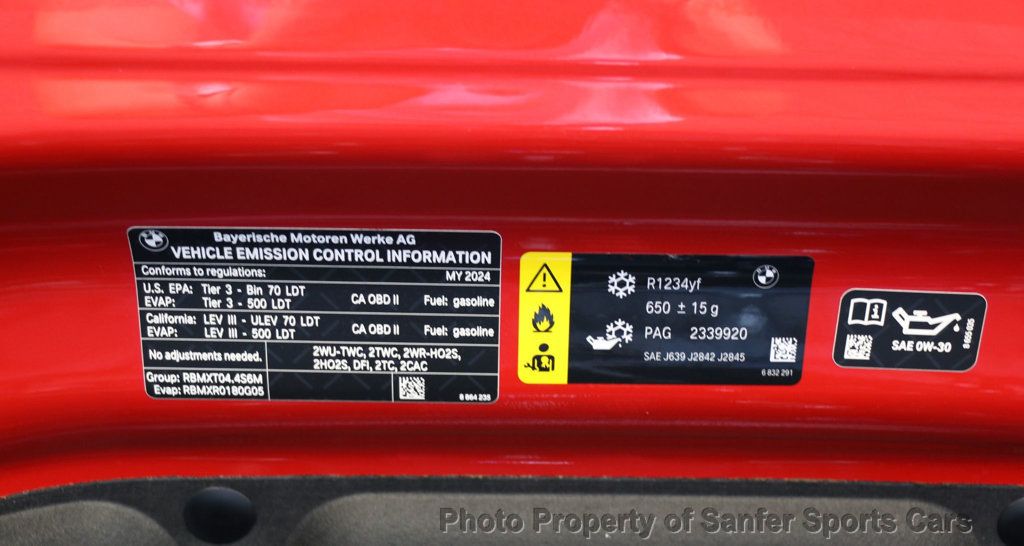 Bayerische Motoren Werke AG
VEHICLE EMISSION CONTROL INFORMATION
Conforms to regulations: MY 2024
U.S. EPA: Tier 3 - Bin 70 LDT
EVAP: Tier 3 - 500 LDT CA OBD II Fuel: gasoline
California: LEV III - ULEV 70 LDT
EVAP: LEV III - 500 LDT CA OBD II Fuel: gasoline
No adjustments needed. 2WU-TWC, 2TWC, 2WR-HO2S,
2HO2S, DFI, 2TC, 2CAC
Group: RBMXT04.4S6M
Evap: RBMXR0180G05
8 864 238
R1234yf
650 ± 15 g
PAG 2339920
SAE J639 J2842 J2845
6 832 291
SAE 0W-30
Photo Property of Sanfer Sports Cars